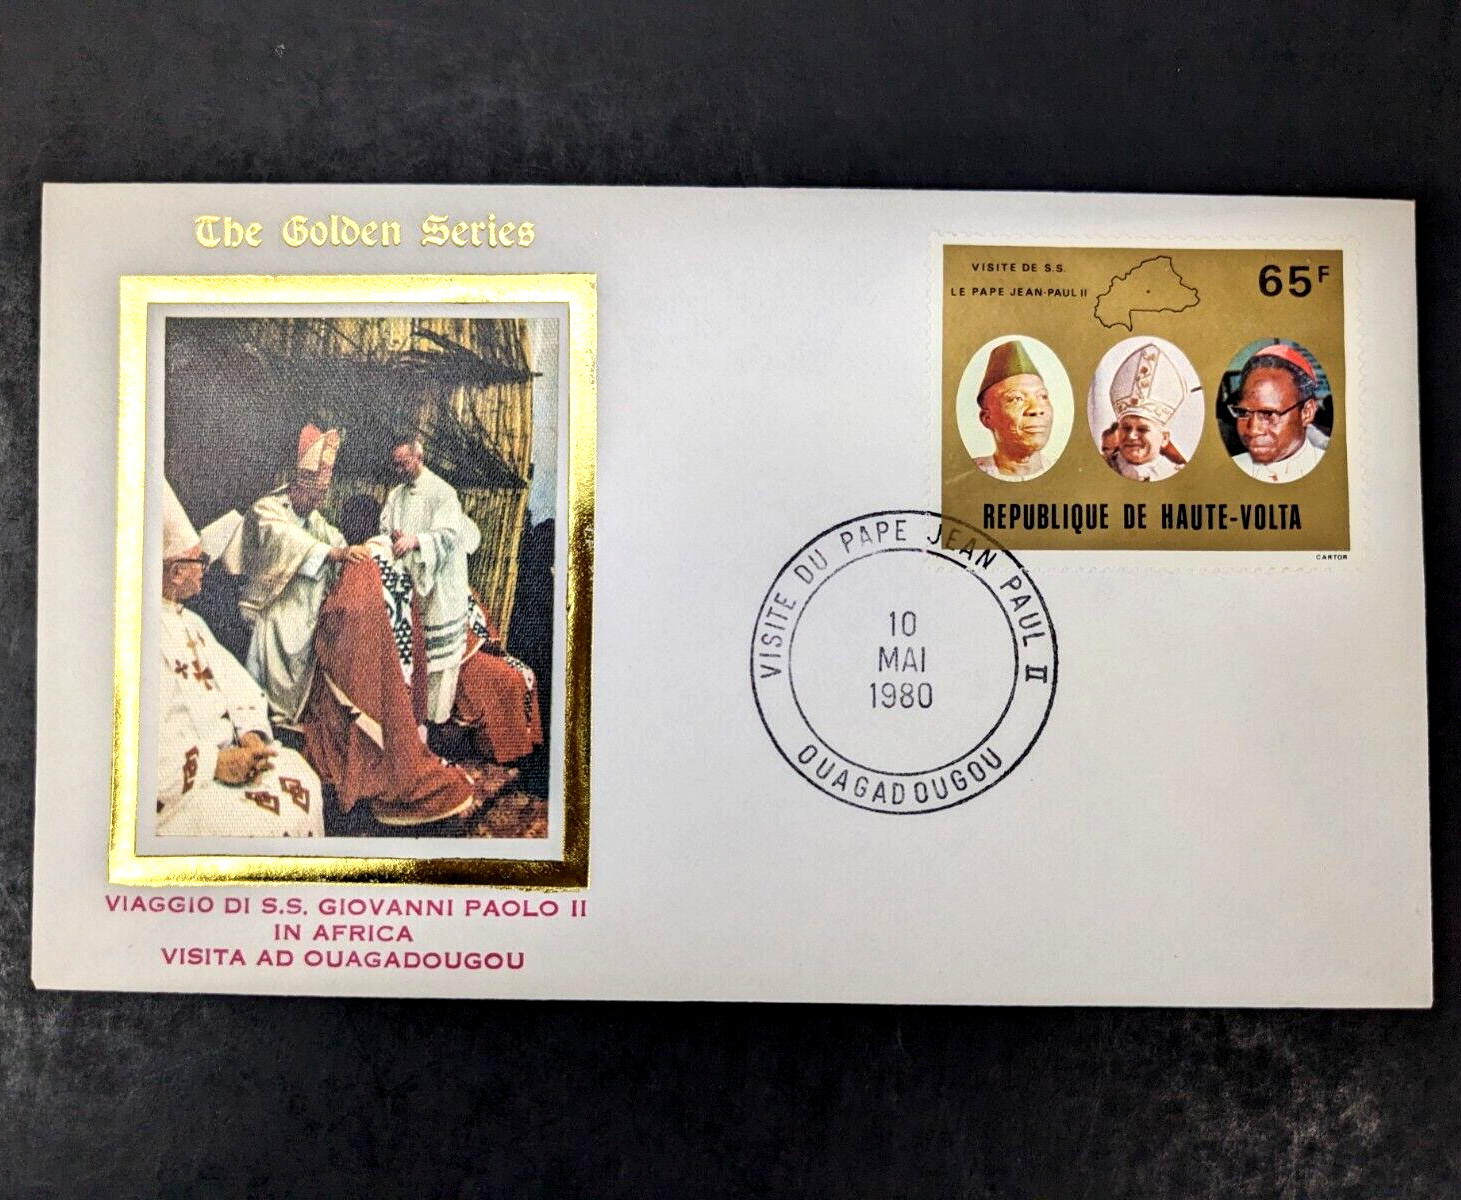 The Golden Series
VIAGGIO DI S.S. GIOVANNI PAOLO II
IN AFRICA
VISITA AD OUAGADOUGOU
VISITE DE S.S.
LE PAPE JEAN-PAUL II
65F
REPUBLIQUE DE HAUTE-VOLTA
CARTOR
VISITE DU PAPE JEAN PAUL II
10
MAI
1980
OUAGADOUGOU